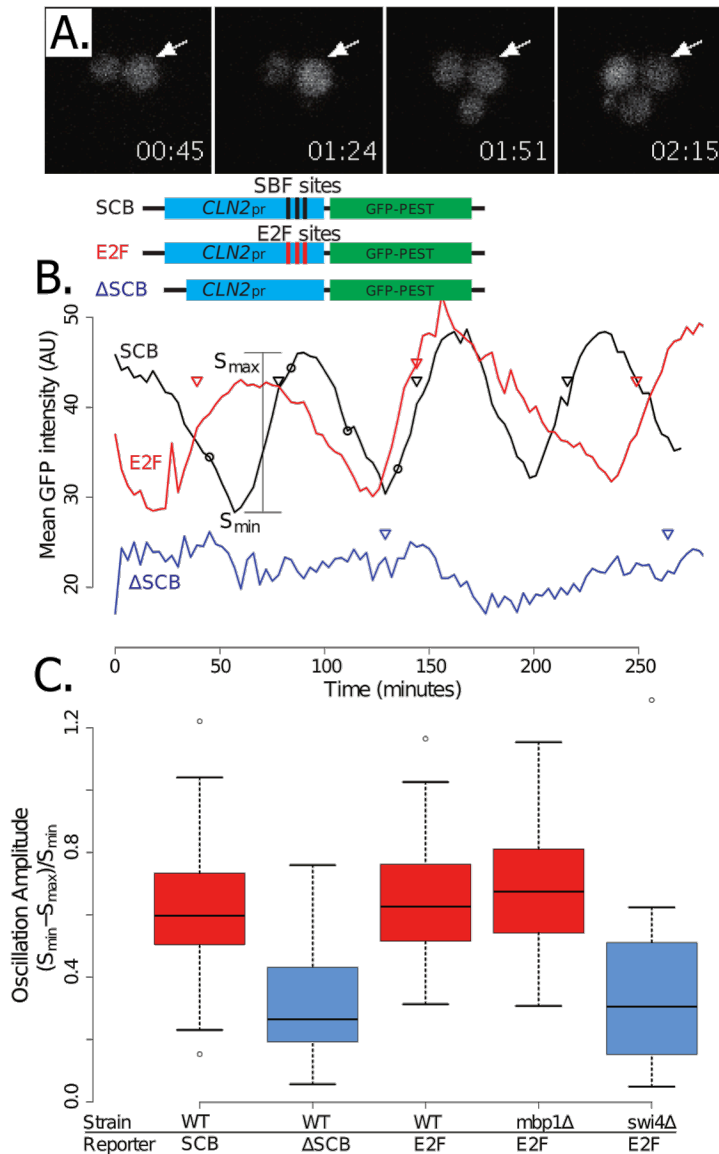 A.
00:45
01:24
01:51
02:15
SBF sites
SCB
CLN2pr
GFP-PEST
E2F sites
E2F
CLN2pr
GFP-PEST
B.
ΔSCB
CLN2pr
GFP-PEST
Mean GFP intensity (AU)
50
40
30
20
SCB
Smax
E2F
Smin
ΔSCB
0
50
100
150
200
250
Time (minutes)
C.
Oscillation Amplitude
(Smin−Smax)/Smin
1.2
0.8
0.4
0.0
Strain WT WT WT mbp1Δ swi4Δ
Reporter SCB ΔSCB E2F E2F E2F